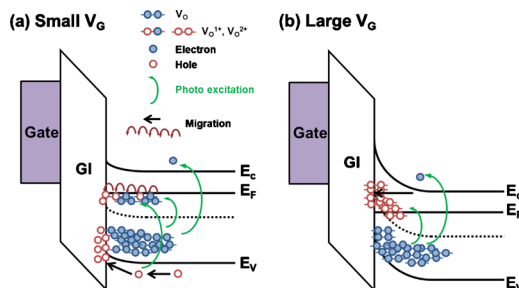 (a) Small V_G
V_O
V_O^1+, V_O^2+
Electron
Hole
Photo excitation
Migration
Gate
GI
E_c
E_F
E_V
(b) Large V_G
Gate
GI